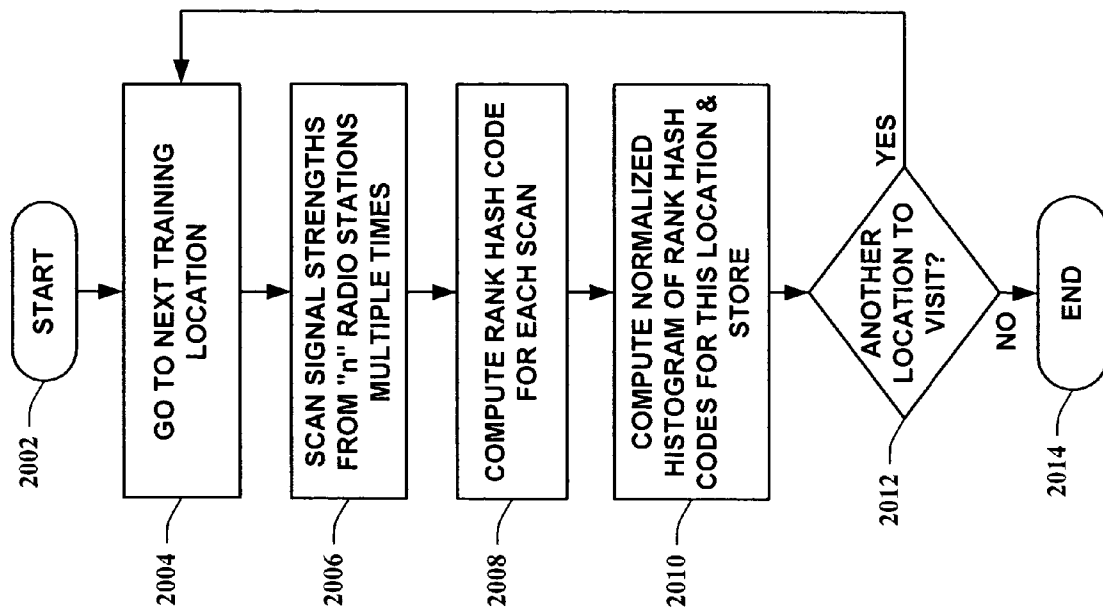 START
2002
GO TO NEXT TRAINING
LOCATION
2004
SCAN SIGNAL STRENGTHS
FROM "n" RADIO STATIONS
MULTIPLE TIMES
2006
COMPUTE RANK HASH CODE
FOR EACH SCAN
2008
COMPUTE NORMALIZED
HISTOGRAM OF RANK HASH
CODES FOR THIS LOCATION &
STORE
2010
ANOTHER
LOCATION TO
VISIT?
YES
2012
NO
END
2014